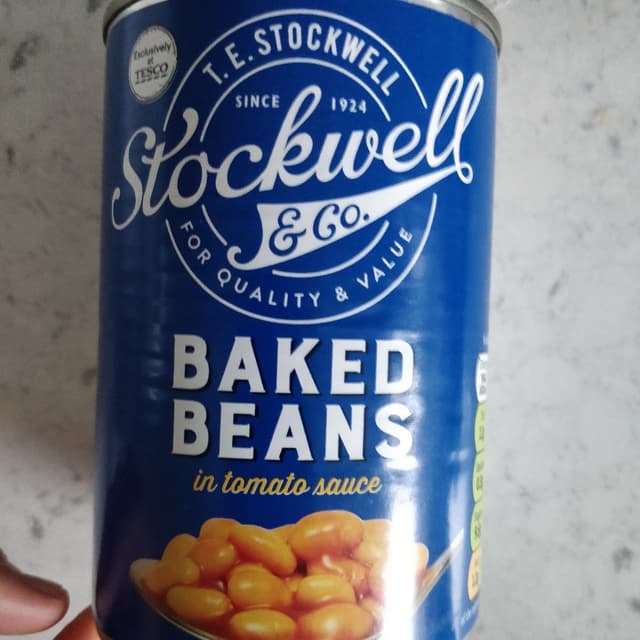 Exclusively
at
TESCO
T. E. STOCKWELL
SINCE 1924
Stockwell
& Co.
FOR QUALITY & VALUE
BAKED
BEANS
in tomato sauce